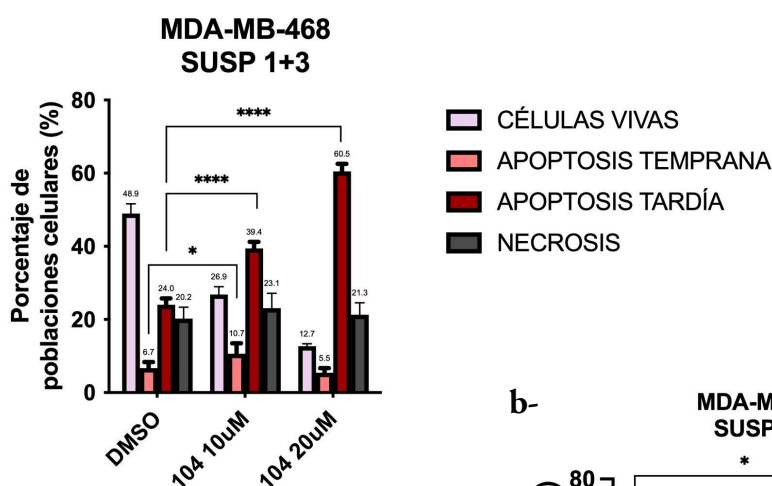 MDA-MB-468
SUSP 1+3
Porcentaje de
poblaciones celulares (%)
80
60
40
20
0
****
****
*
48.9
6.7
24.0
20.2
26.9
10.7
39.4
23.1
12.7
5.5
60.5
21.3
DMSO
104 10uM
104 20uM
CÉLULAS VIVAS
APOPTOSIS TEMPRANA
APOPTOSIS TARDÍA
NECROSIS
b-
MDA-M
SUSP
*
80